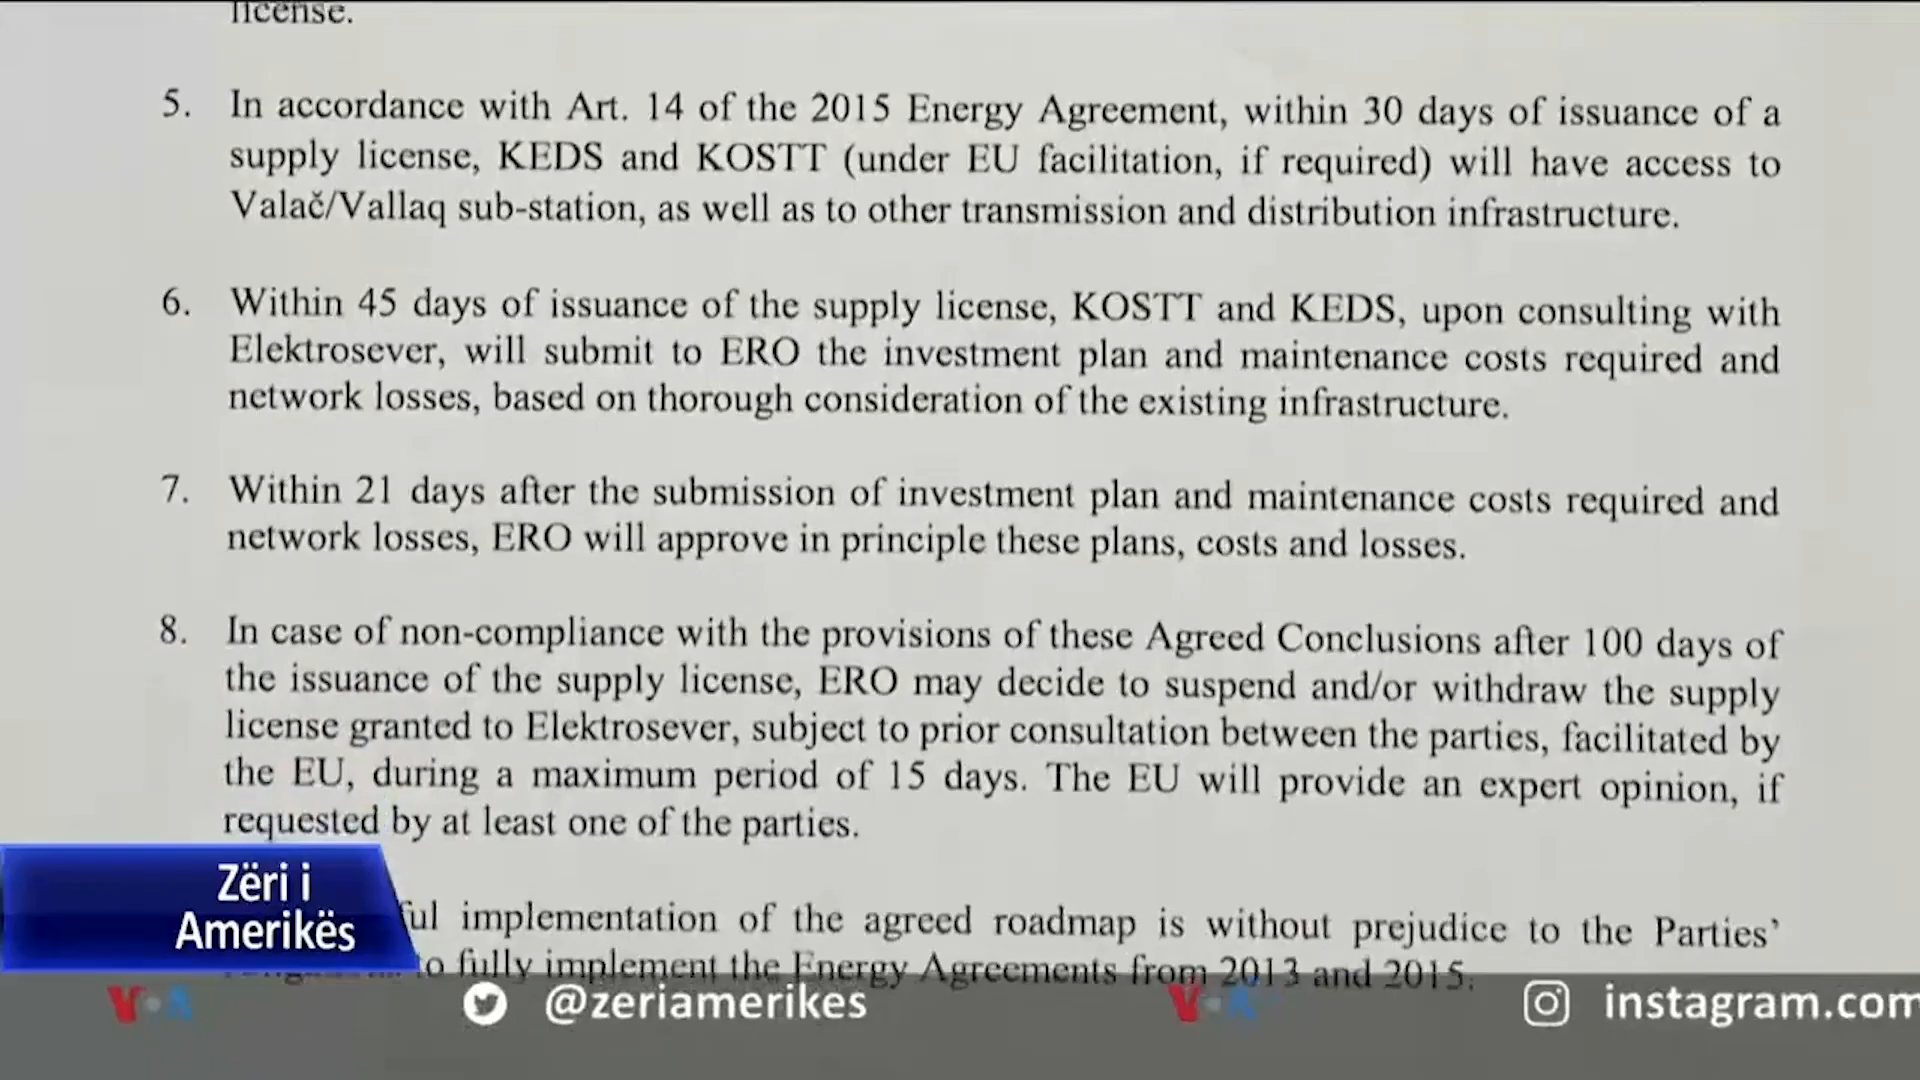 license.
5. In accordance with Art. 14 of the 2015 Energy Agreement, within 30 days of issuance of a
supply license, KEDS and KOSTT (under EU facilitation, if required) will have access to
Valač/Vallaq sub-station, as well as to other transmission and distribution infrastructure.
6. Within 45 days of issuance of the supply license, KOSTT and KEDS, upon consulting with
Elektrosever, will submit to ERO the investment plan and maintenance costs required and
network losses, based on thorough consideration of the existing infrastructure.
7. Within 21 days after the submission of investment plan and maintenance costs required and
network losses, ERO will approve in principle these plans, costs and losses.
8. In case of non-compliance with the provisions of these Agreed Conclusions after 100 days of
the issuance of the supply license, ERO may decide to suspend and/or withdraw the supply
license granted to Elektrosever, subject to prior consultation between the parties, facilitated by
the EU, during a maximum period of 15 days. The EU will provide an expert opinion, if
requested by at least one of the parties.
implementation of the agreed roadmap is without prejudice to the Parties’
to fully implement the Energy Agreements from 2013 and 2015.
Zëri i
Amerikës
VOA @zeriamerikes VOA instagram.com